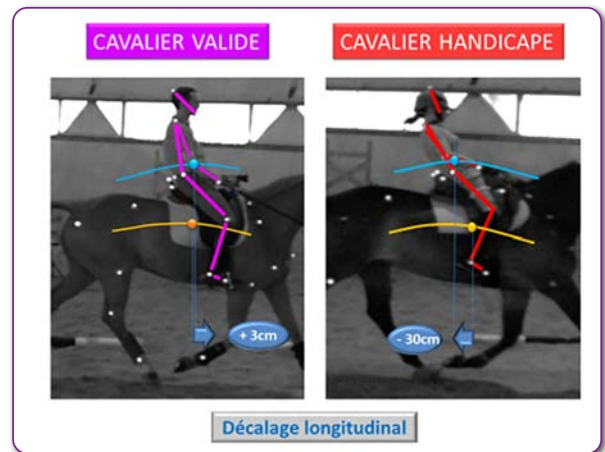 CAVALIER VALIDE
CAVALIER HANDICAPE
+ 3cm
- 30cm
Décalage longitudinal